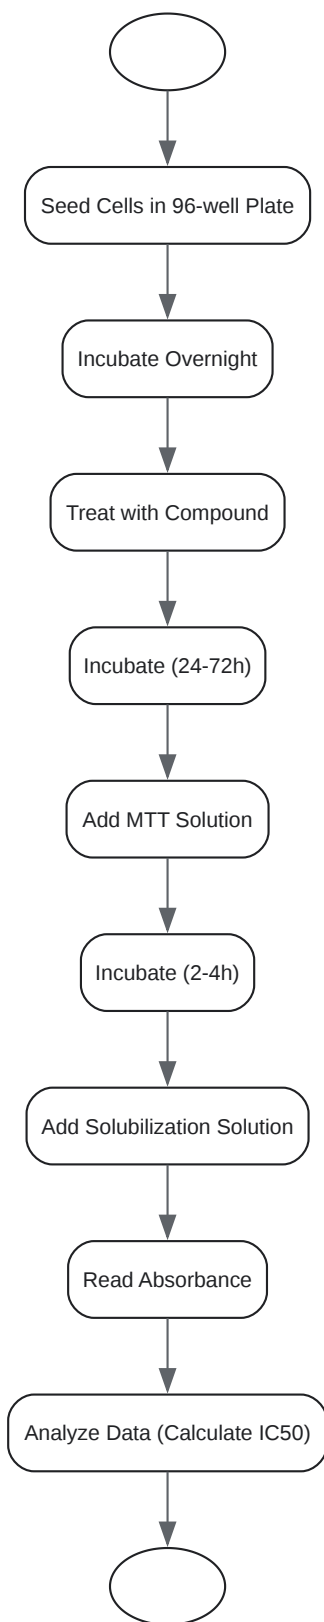 Seed Cells in 96-well Plate
Incubate Overnight
Treat with Compound
Incubate (24-72h)
Add MTT Solution
Incubate (2-4h)
Add Solubilization Solution
Read Absorbance
Analyze Data (Calculate IC50)